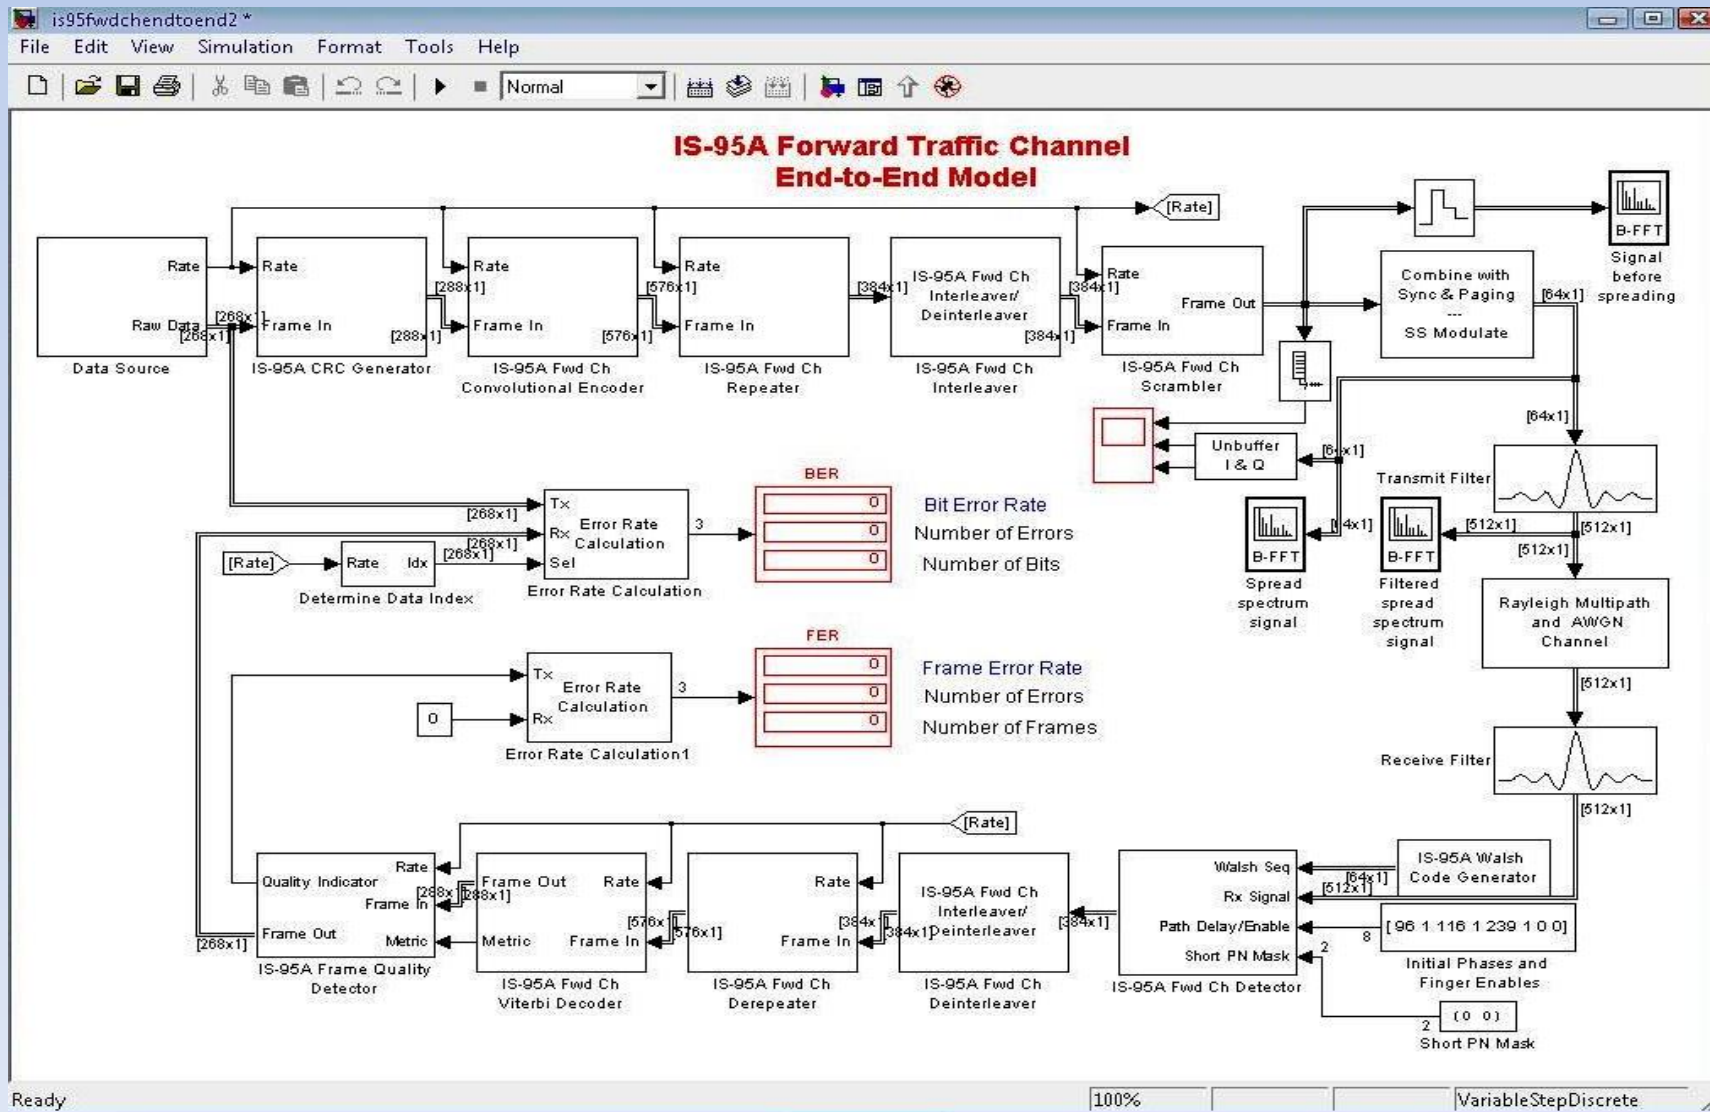 is95fwdchendtoend2 *
File Edit View Simulation Format Tools Help
Normal
IS-95A Forward Traffic Channel
End-to-End Model
[Rate]
Rate
Raw Data
[268x1]
[268x1]
Data Source
Rate
Frame In
[288x1]
[288x1]
IS-95A CRC Generator
Rate
Frame In
[576x1]
[576x1]
IS-95A Fwd Ch
Convolutional Encoder
Rate
Frame In
[384x1]
IS-95A Fwd Ch
Repeater
IS-95A Fwd Ch
Interleaver/
Deinterleaver
[384x1]
[384x1]
IS-95A Fwd Ch
Interleaver
Rate
Frame In
Frame Out
IS-95A Fwd Ch
Scrambler
B-FFT
Signal
before
spreading
Combine with
Sync & Paging
---
SS Modulate
[64x1]
[64x1]
Unbuffer
I & Q
[64x1]
Transmit Filter
[512x1]
[512x1]
[512x1]
B-FFT
Spread
spectrum
signal
[64x1]
B-FFT
Filtered
spread
spectrum
signal
Rayleigh Multipath
and AWGN
Channel
[512x1]
Receive Filter
[512x1]
BER
0
0
0
Bit Error Rate
Number of Errors
Number of Bits
[268x1]
[268x1]
[268x1]
Tx
Rx
Sel
Error Rate
Calculation
3
Error Rate Calculation
[Rate]
Rate Idx
Determine Data Index
FER
0
0
0
Frame Error Rate
Number of Errors
Number of Frames
Tx
Rx
Error Rate
Calculation
3
0
Error Rate Calculation1
[Rate]
Rate
Quality Indicator
Frame In
Frame Out
Metric
[268x1]
[288x1]
[288x1]
IS-95A Frame Quality
Detector
Frame Out
Rate
Metric
Frame In
[576x1]
[576x1]
IS-95A Fwd Ch
Viterbi Decoder
Rate
Frame In
[384x1]
[384x1]
IS-95A Fwd Ch
Derepeater
IS-95A Fwd Ch
Interleaver/
Deinterleaver
[384x1]
IS-95A Fwd Ch
Deinterleaver
Walsh Seq
Rx Signal
Path Delay/Enable
Short PN Mask
IS-95A Fwd Ch Detector
[64x1]
[512x1]
8
2
IS-95A Walsh
Code Generator
[ 96 1 116 1 239 1 0 0]
Initial Phases and
Finger Enables
2
(0 0)
Short PN Mask
Ready
100%
VariableStepDiscrete